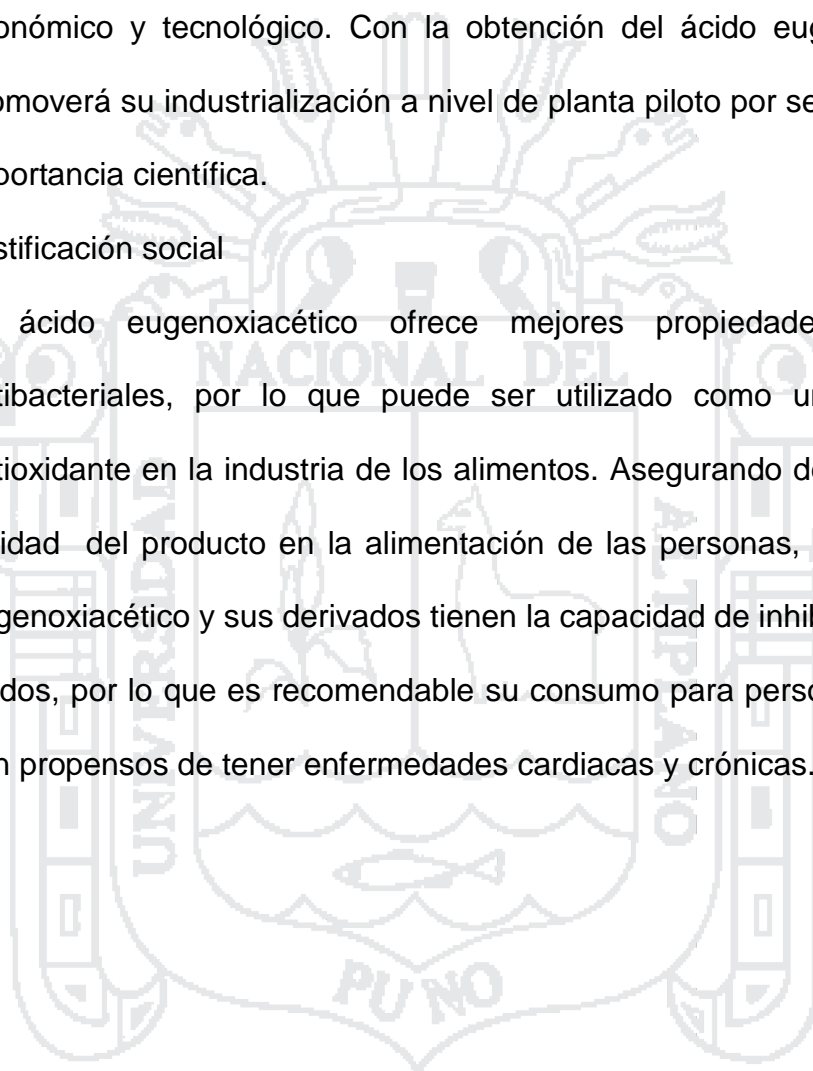 onómico y tecnológico. Con la obtención del ácido eug
omoverá su industrialización a nivel de planta piloto por se
portancia científica.
stificación social
ácido eugenoxiacético ofrece mejores propiedade
NACIONAL DEL
tibacteriales, por lo que puede ser utilizado como u
tioxidante en la industria de los alimentos. Asegurando d
idad del producto en la alimentación de las personas,
genoxiacético y sus derivados tienen la capacidad de inhi
dos, por lo que es recomendable su consumo para perso
n propensos de tener enfermedades cardiacas y crónicas.
UNIVERSIDAD
ALTIPLANO
PUNO